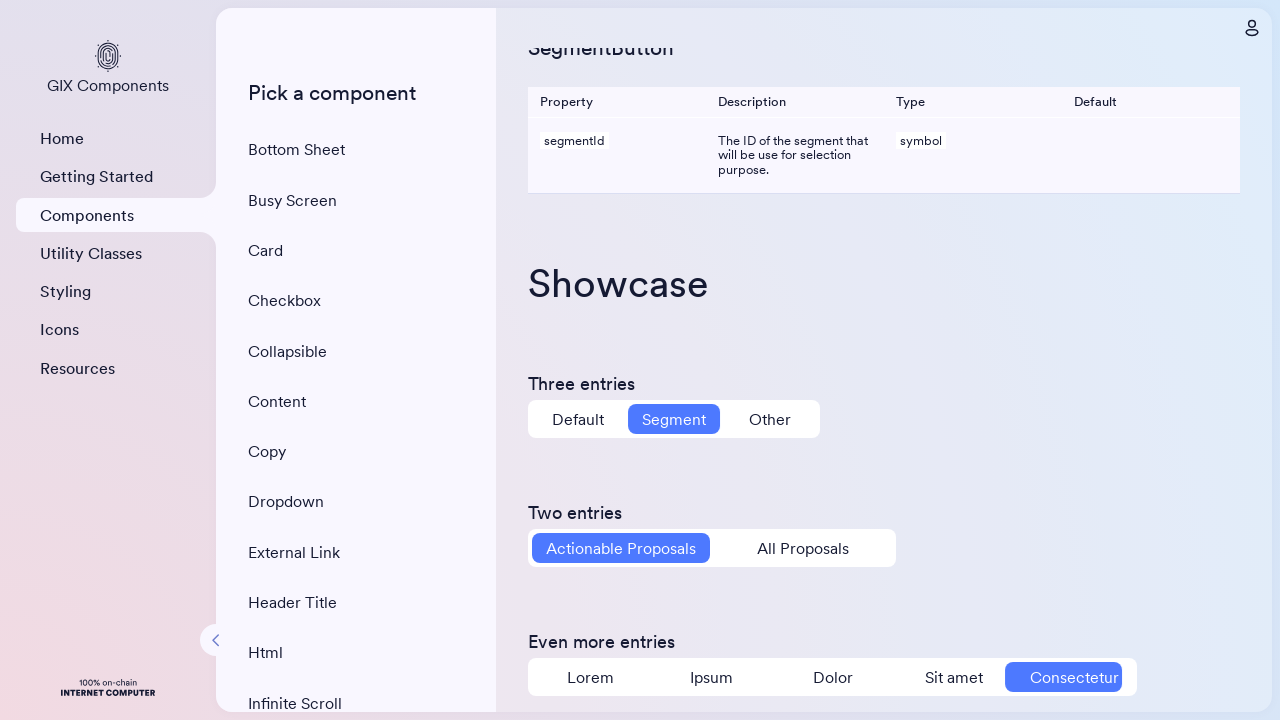 GIX Components
Home
Getting Started
Components
Utility Classes
Styling
Icons
Resources
100% on-chain
INTERNET COMPUTER
Pick a component
Bottom Sheet
Busy Screen
Card
Checkbox
Collapsible
Content
Copy
Dropdown
External Link
Header Title
Html
Infinite Scroll
SegmentButton
Property Description Type Default
segmentId The ID of the segment that symbol
will be use for selection
purpose.
Showcase
Three entries
Default Segment Other
Two entries
Actionable Proposals All Proposals
Even more entries
Lorem Ipsum Dolor Sit amet Consectetur